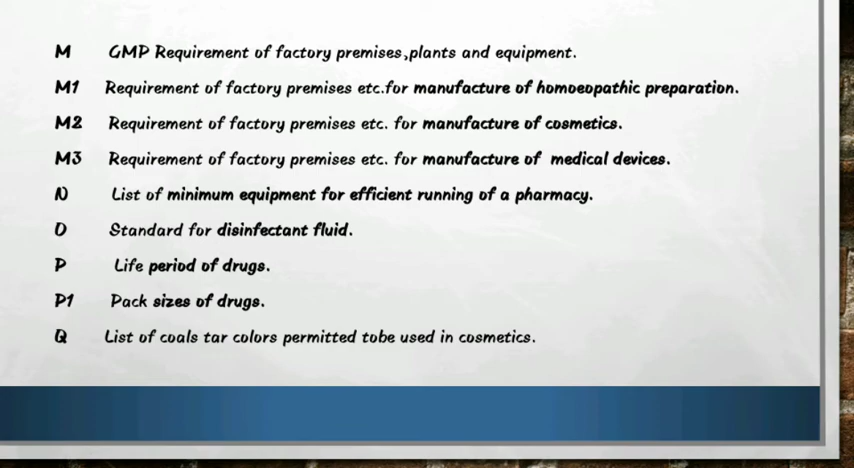 M GMP Requirement of factory premises,plants and equipment.
M1 Requirement of factory premises etc.for manufacture of homoeopathic preparation.
M2 Requirement of factory premises etc. for manufacture of cosmetics.
M3 Requirement of factory premises etc. for manufacture of medical devices.
N List of minimum equipment for efficient running of a pharmacy.
O Standard for disinfectant fluid.
P Life period of drugs.
P1 Pack sizes of drugs.
Q List of coals tar colors permitted tobe used in cosmetics.